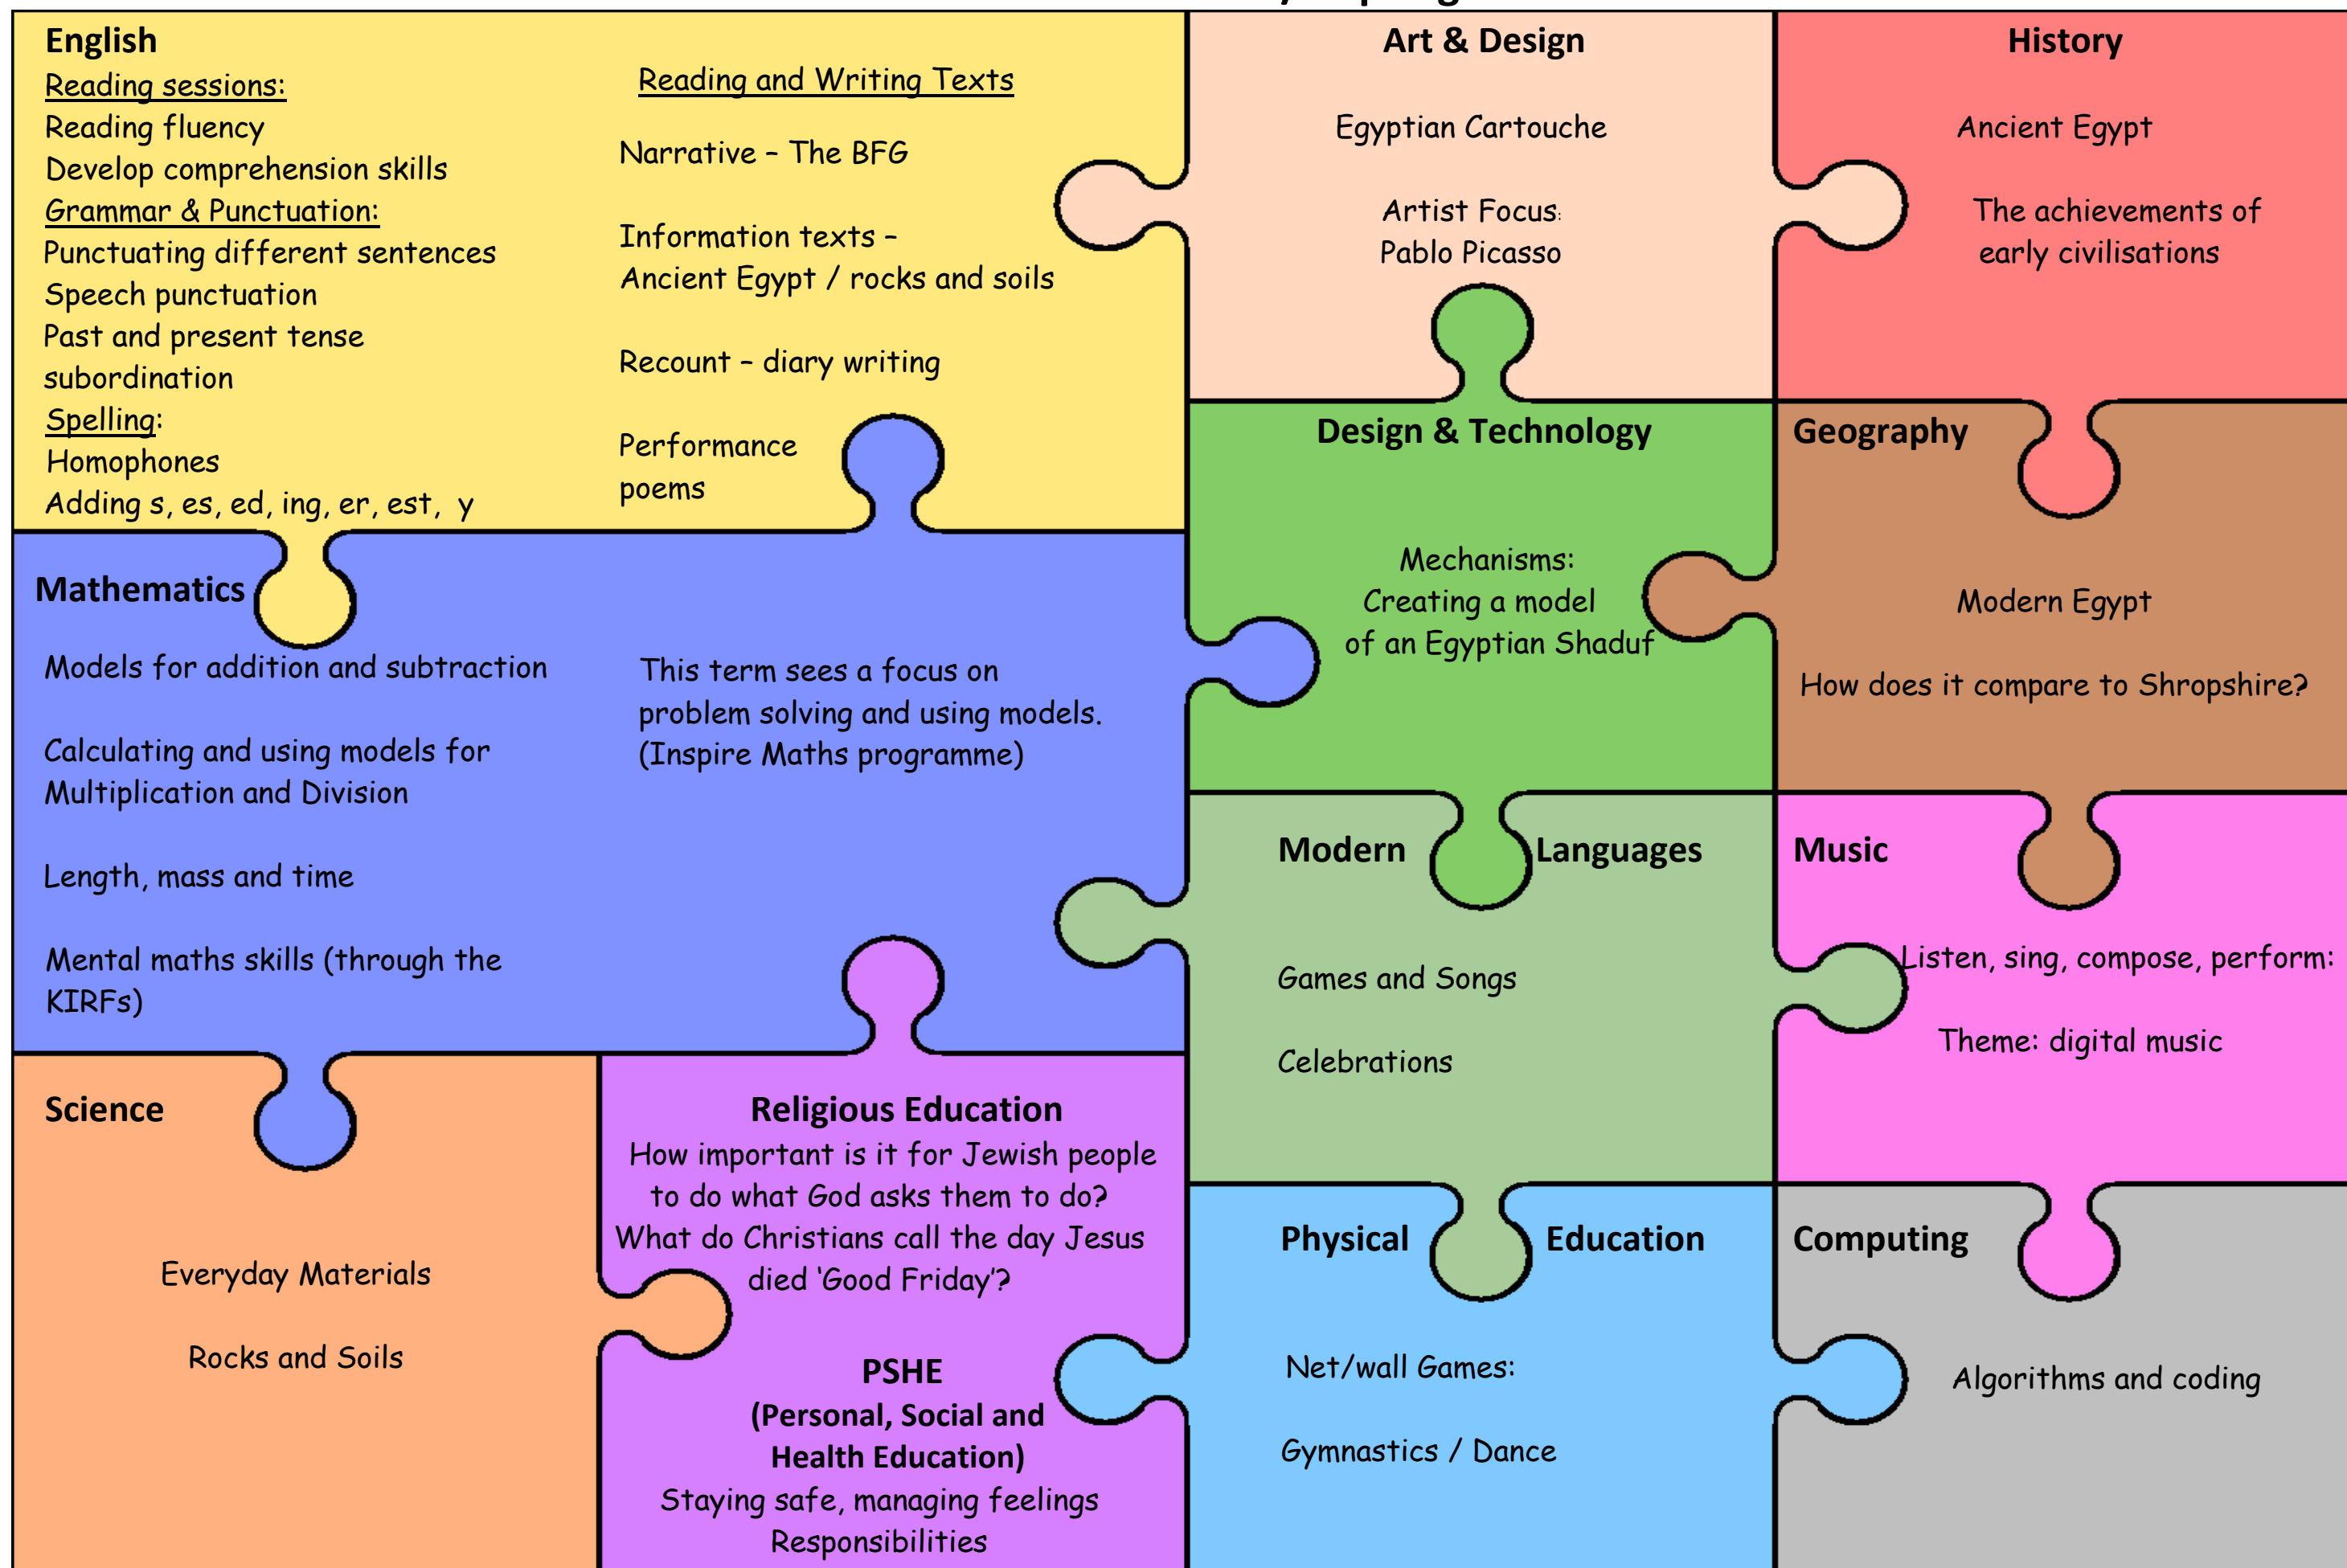 English
Reading sessions:
Reading fluency
Develop comprehension skills
Grammar & Punctuation:
Punctuating different sentences
Speech punctuation
Past and present tense
subordination
Spelling:
Homophones
Adding s, es, ed, ing, er, est, y
Reading and Writing Texts
Narrative – The BFG
Information texts –
Ancient Egypt / rocks and soils
Recount – diary writing
Performance
poems
Art & Design
Egyptian Cartouche
Artist Focus:
Pablo Picasso
History
Ancient Egypt
The achievements of
early civilisations
Mathematics
Models for addition and subtraction
Calculating and using models for
Multiplication and Division
Length, mass and time
Mental maths skills (through the
KIRFs)
This term sees a focus on
problem solving and using models.
(Inspire Maths programme)
Design & Technology
Mechanisms:
Creating a model
of an Egyptian Shaduf
Geography
Modern Egypt
How does it compare to Shropshire?
Modern Languages
Games and Songs
Celebrations
Music
Listen, sing, compose, perform:
Theme: digital music
Science
Everyday Materials
Rocks and Soils
Religious Education
How important is it for Jewish people
to do what God asks them to do?
What do Christians call the day Jesus
died ‘Good Friday’?
PSHE
(Personal, Social and
Health Education)
Staying safe, managing feelings
Responsibilities
Physical Education
Net/wall Games:
Gymnastics / Dance
Computing
Algorithms and coding